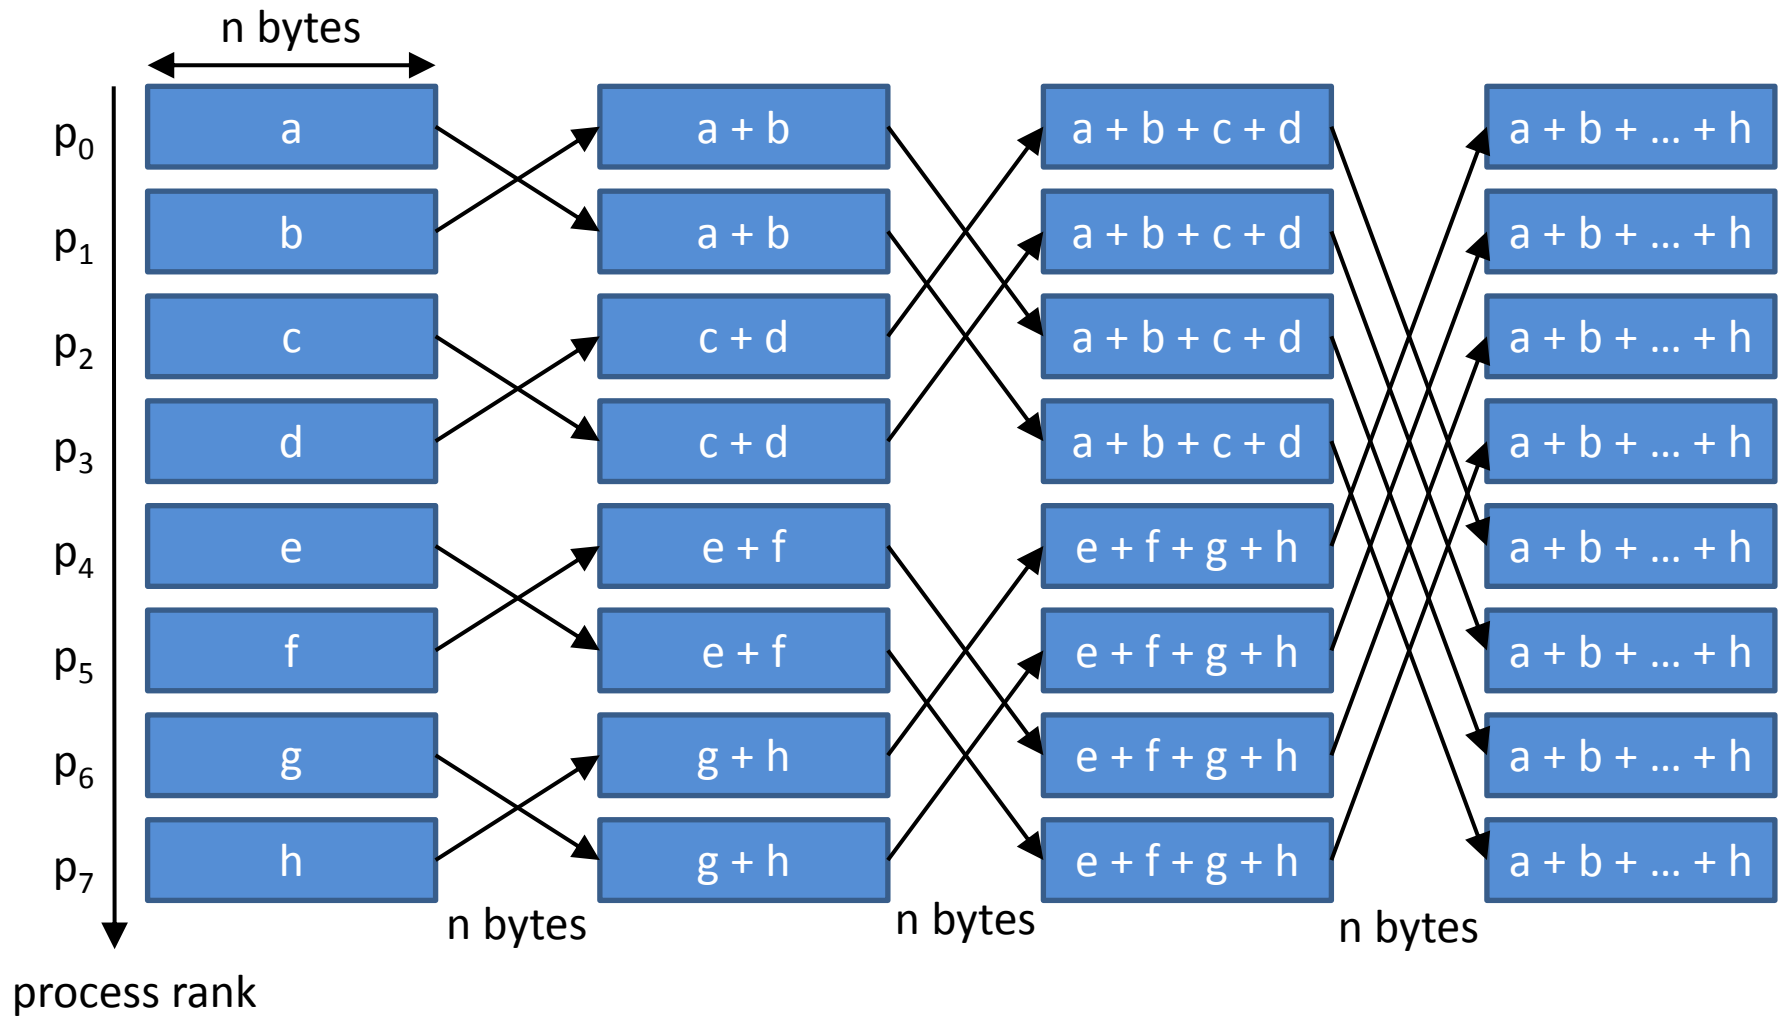 n bytes
p0 a a + b a + b + c + d a + b + ... + h
p1 b a + b a + b + c + d a + b + ... + h
p2 c c + d a + b + c + d a + b + ... + h
p3 d c + d a + b + c + d a + b + ... + h
p4 e e + f e + f + g + h a + b + ... + h
p5 f e + f e + f + g + h a + b + ... + h
p6 g g + h e + f + g + h a + b + ... + h
p7 h g + h e + f + g + h a + b + ... + h
n bytes n bytes n bytes
process rank